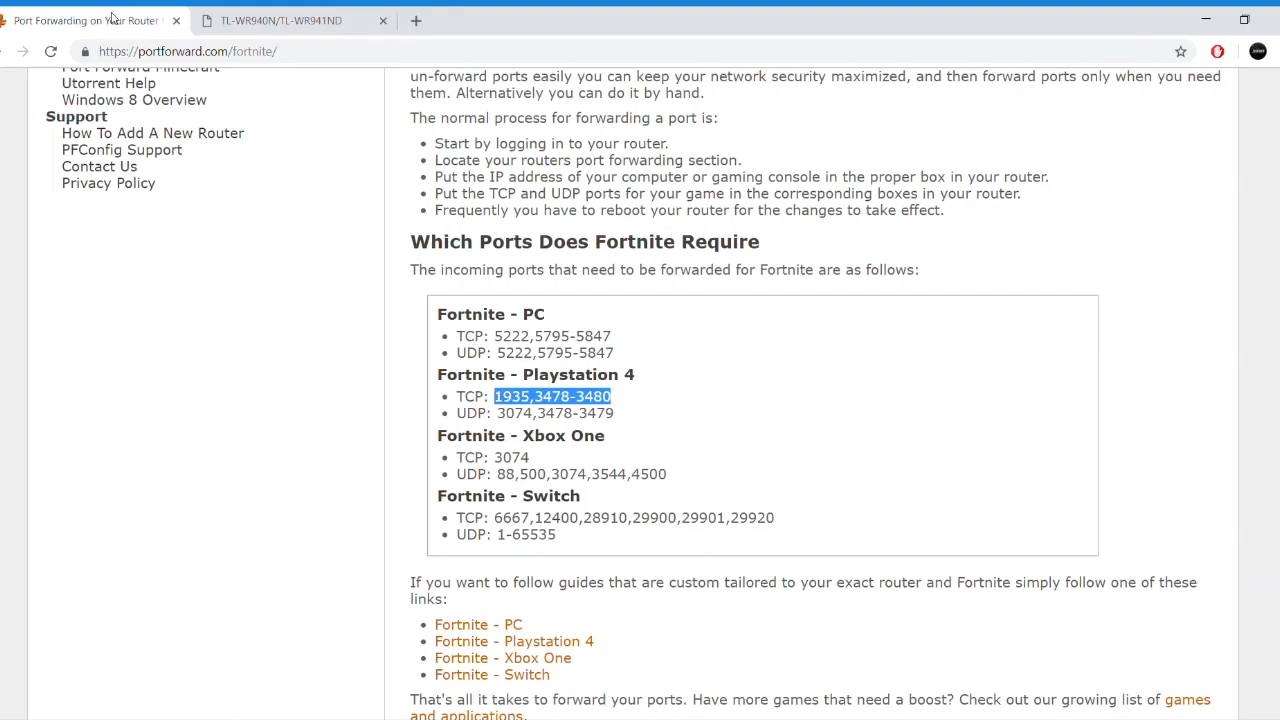 Port Forwarding on Your Router
TL-WR940N/TL-WR941ND
https://portforward.com/fortnite/
Port Forward Minecraft
Utorrent Help
Windows 8 Overview
Support
How To Add A New Router
PFConfig Support
Contact Us
Privacy Policy
un-forward ports easily you can keep your network security maximized, and then forward ports only when you need
them. Alternatively you can do it by hand.
The normal process for forwarding a port is:
Start by logging in to your router.
Locate your routers port forwarding section.
Put the IP address of your computer or gaming console in the proper box in your router.
Put the TCP and UDP ports for your game in the corresponding boxes in your router.
Frequently you have to reboot your router for the changes to take effect.
Which Ports Does Fortnite Require
The incoming ports that need to be forwarded for Fortnite are as follows:
Fortnite - PC
TCP: 5222,5795-5847
UDP: 5222,5795-5847
Fortnite - Playstation 4
TCP: 1935,3478-3480
UDP: 3074,3478-3479
Fortnite - Xbox One
TCP: 3074
UDP: 88,500,3074,3544,4500
Fortnite - Switch
TCP: 6667,12400,28910,29900,29901,29920
UDP: 1-65535
If you want to follow guides that are custom tailored to your exact router and Fortnite simply follow one of these
links:
Fortnite - PC
Fortnite - Playstation 4
Fortnite - Xbox One
Fortnite - Switch
That's all it takes to forward your ports. Have more games that need a boost? Check out our growing list of games
and applications.